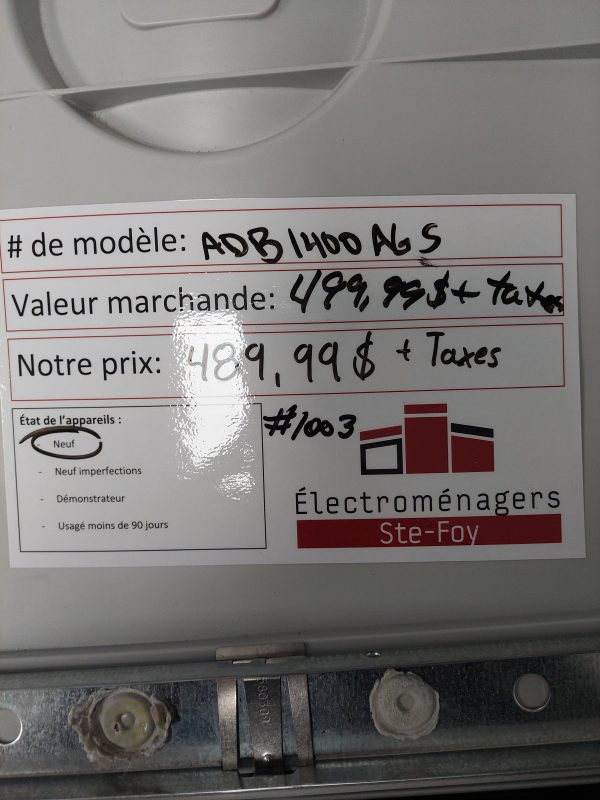 # de modèle: ADB1400AGS
Valeur marchande: 499,99$ + taxes
Notre prix: 489,99$ + Taxes
État de l'appareils :
- Neuf
- Neuf imperfections
- Démonstrateur
- Usagé moins de 90 jours
#1003
Électroménagers
Ste-Foy